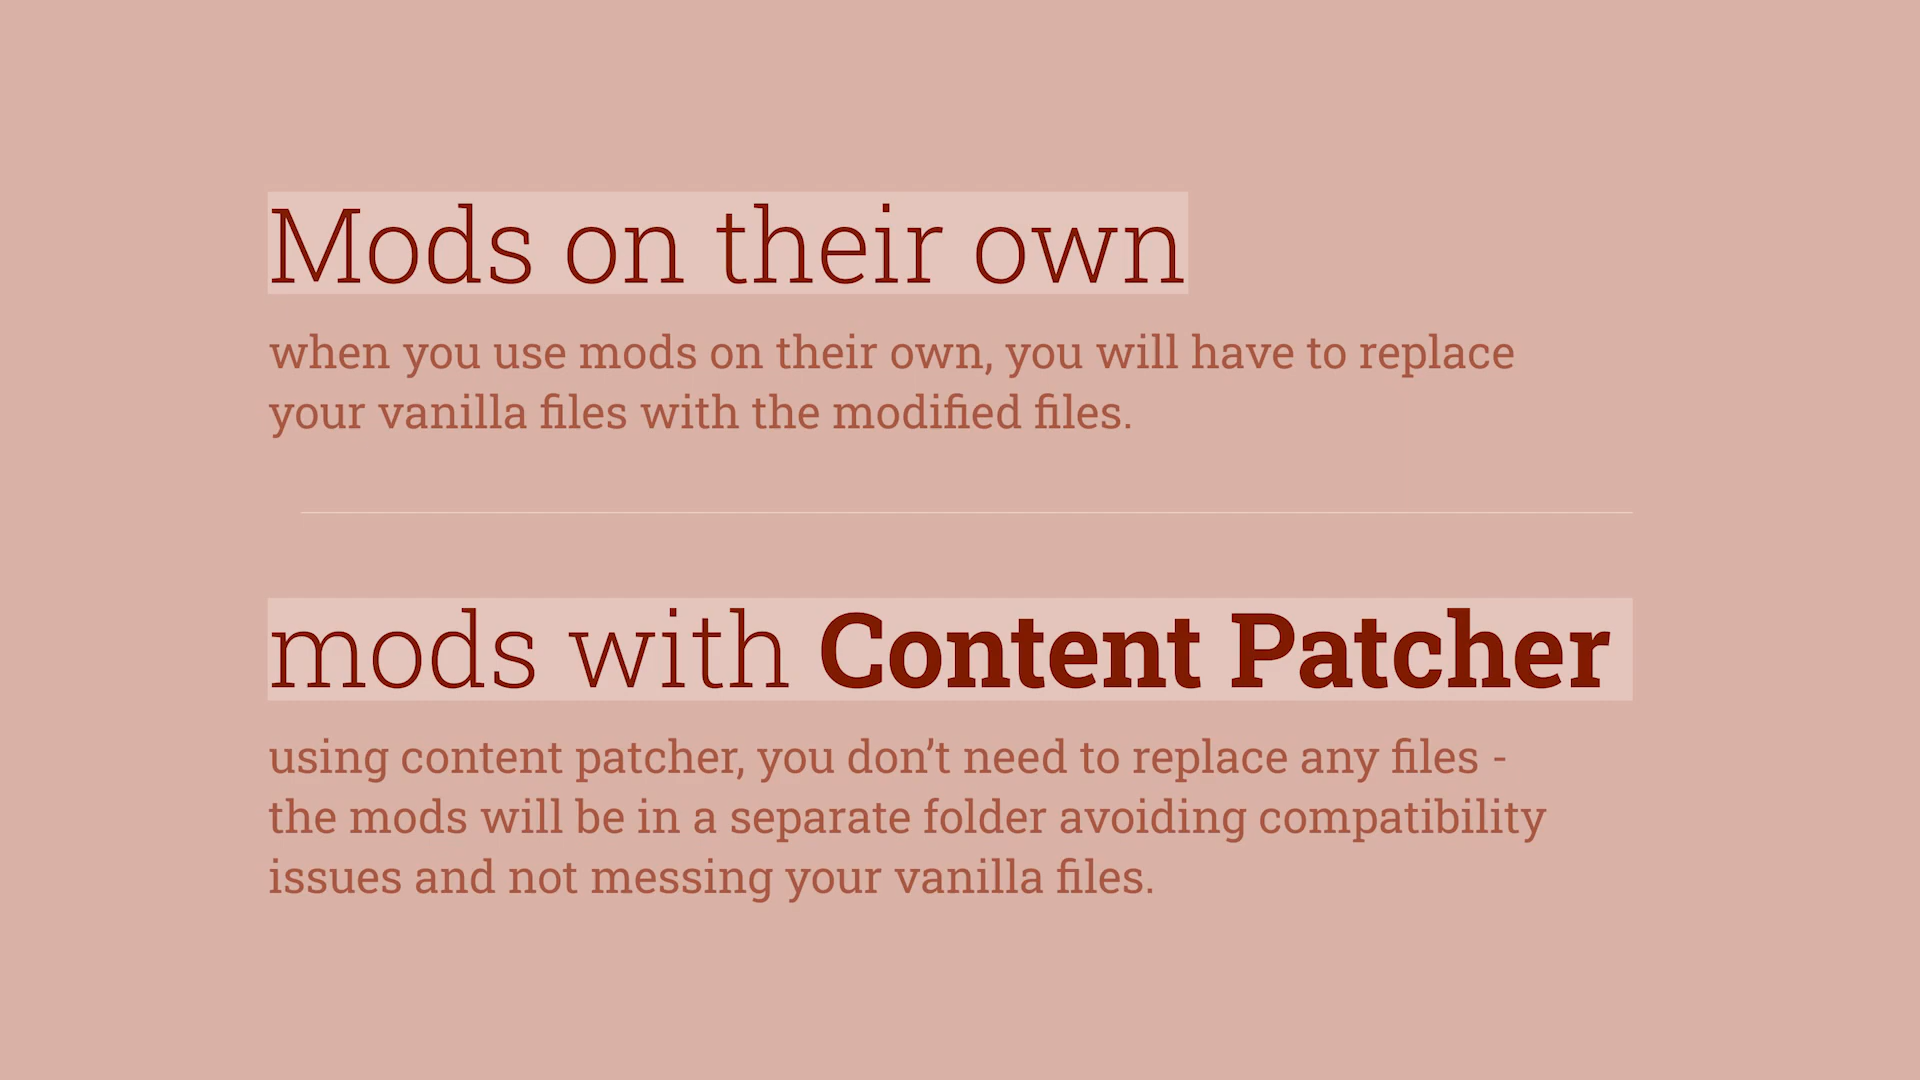 Mods on their own
when you use mods on their own, you will have to replace
your vanilla files with the modified files.
mods with Content Patcher
using content patcher, you don’t need to replace any files -
the mods will be in a separate folder avoiding compatibility
issues and not messing your vanilla files.